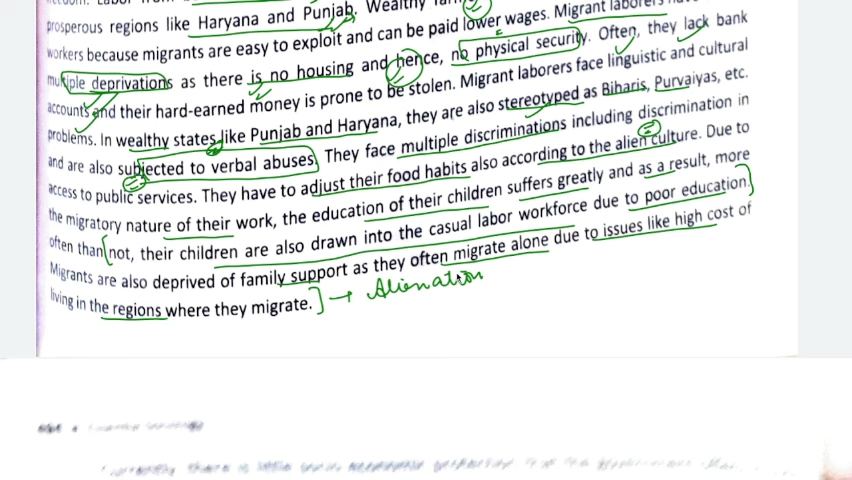 prosperous regions like Haryana and Punjab. Wealthy
workers because migrants are easy to exploit and can be paid lower wages. Migrant laborers
multiple deprivations as there is no housing and hence, no physical security. Often, they lack bank
accounts and their hard-earned money is prone to be stolen. Migrant laborers face linguistic and cultural
problems. In wealthy states like Punjab and Haryana, they are also stereotyped as Biharis, Purvaiyas, etc.
and are also subjected to verbal abuses. They face multiple discriminations including discrimination in
access to public services. They have to adjust their food habits also according to the alien culture. Due to
the migratory nature of their work, the education of their children suffers greatly and as a result, more
often than not, their children are also drawn into the casual labor workforce due to poor education.
Migrants are also deprived of family support as they often migrate alone due to issues like high cost of
living in the regions where they migrate. ] → Alienation